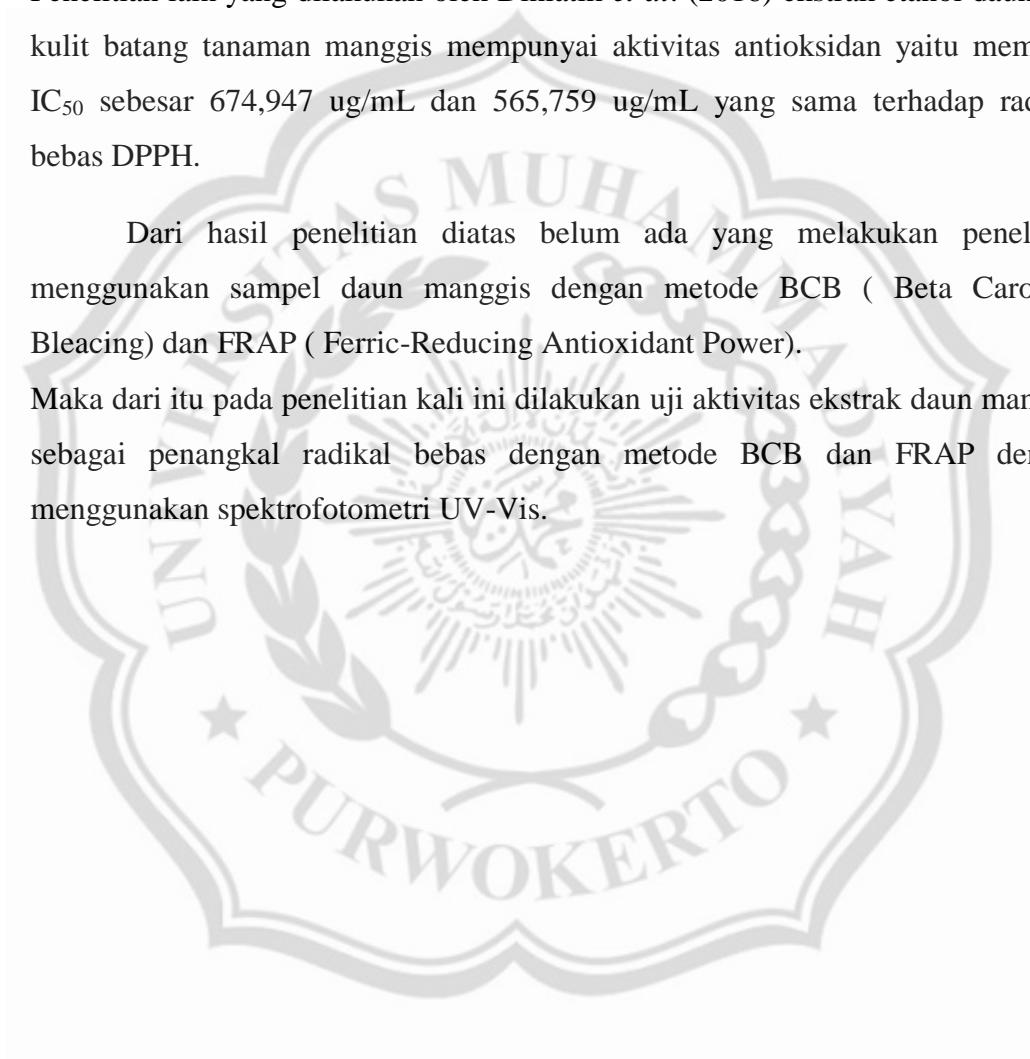 kulit batang tanaman manggis mempunyai aktivitas antioksidan yaitu mem
IC₅₀ sebesar 674,947 ug/mL dan 565,759 ug/mL yang sama terhadap rad
bebas DPPH.
Dari hasil penelitian diatas belum ada yang melakukan penel
menggunakan sampel daun manggis dengan metode BCB ( Beta Caro
Bleacing) dan FRAP ( Ferric-Reducing Antioxidant Power).
Maka dari itu pada penelitian kali ini dilakukan uji aktivitas ekstrak daun man
sebagai penangkal radikal bebas dengan metode BCB dan FRAP den
menggunakan spektrofotometri UV-Vis.
UNIVERSITAS MUHAMMADIYAH
PURWOKERTO